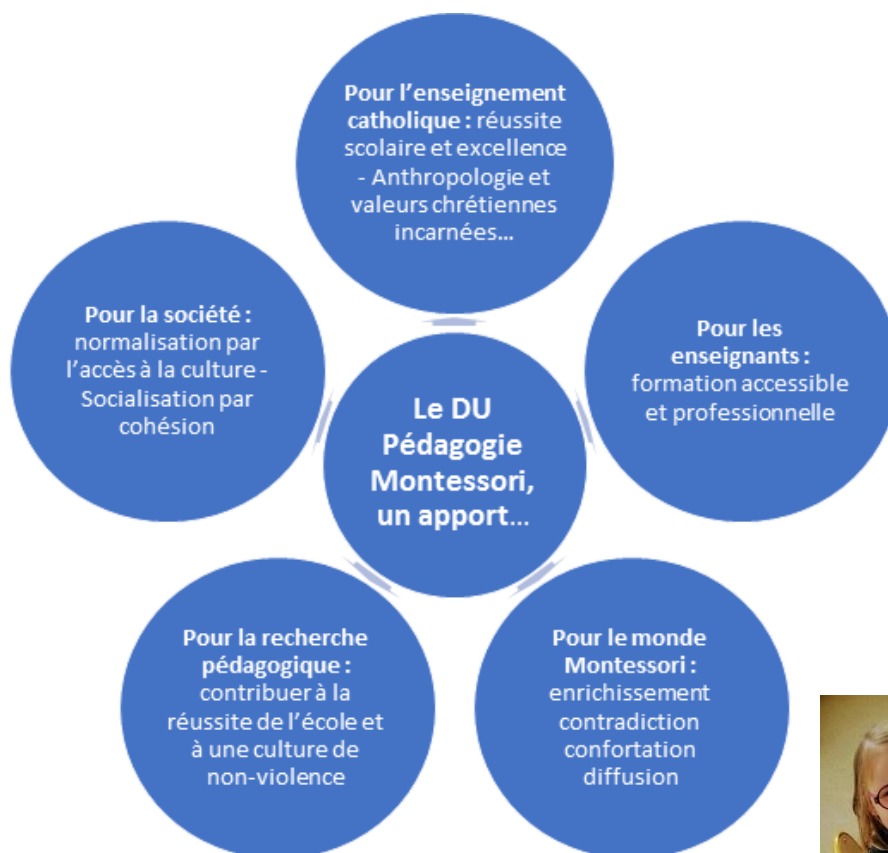 Pour l'enseignement
catholique : réussite
scolaire et excellence
- Anthropologie et
valeurs chrétiennes
incarnées…
Pour la société :
normalisation par
l'accès à la culture -
Socialisation par
cohésion
Pour les
enseignants :
formation accessible
et professionnelle
Le DU
Pédagogie
Montessori,
un apport…
Pour la recherche
pédagogique :
contribuer à la
réussite de l'école et
à une culture de
non-violence
Pour le monde
Montessori :
enrichissement
contradiction
confortation
diffusion